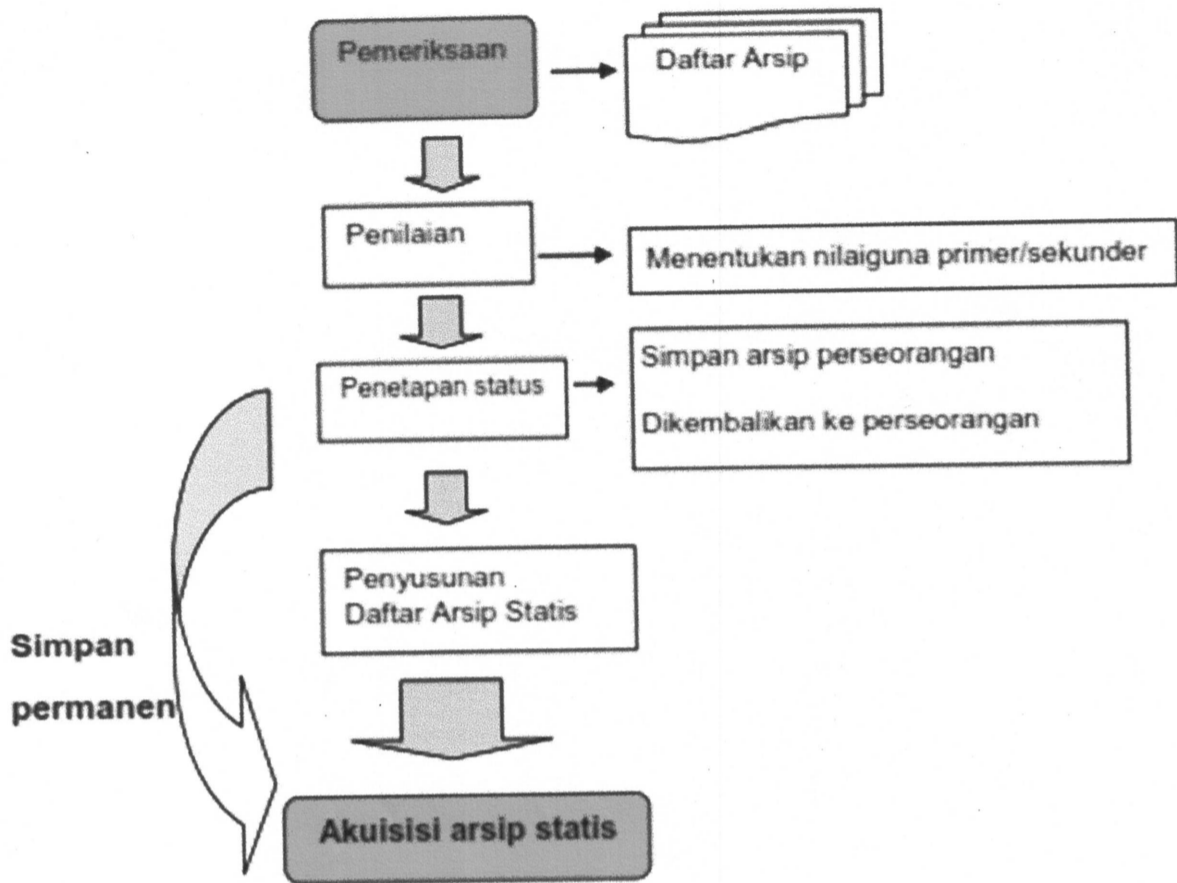 Pemeriksaan
Daftar Arsip
Penilaian
Menentukan nilaiguna primer/sekunder
Penetapan status
Simpan arsip perseorangan
Dikembalikan ke perseorangan
Penyusunan
Daftar Arsip Statis
Simpan
permanen
Akuisisi arsip statis